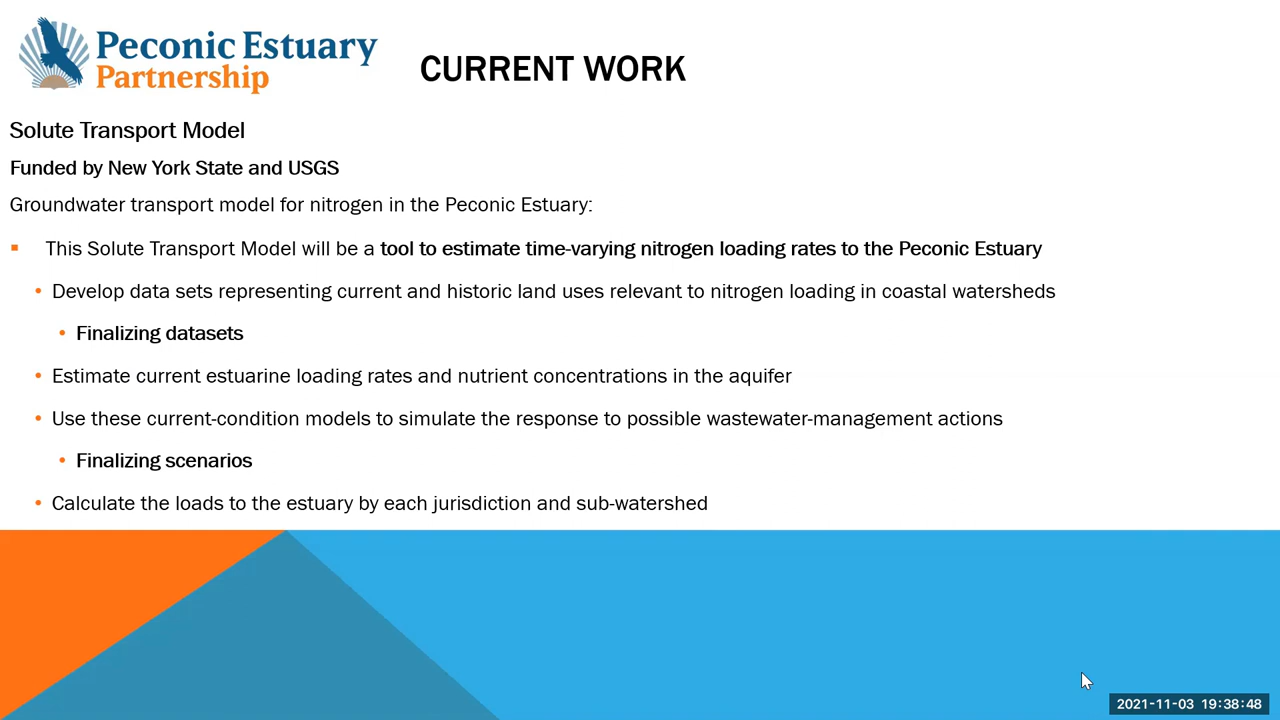 Peconic Estuary
Partnership
CURRENT WORK
Solute Transport Model
Funded by New York State and USGS
Groundwater transport model for nitrogen in the Peconic Estuary:
This Solute Transport Model will be a tool to estimate time-varying nitrogen loading rates to the Peconic Estuary
Develop data sets representing current and historic land uses relevant to nitrogen loading in coastal watersheds
Finalizing datasets
Estimate current estuarine loading rates and nutrient concentrations in the aquifer
Use these current-condition models to simulate the response to possible wastewater-management actions
Finalizing scenarios
Calculate the loads to the estuary by each jurisdiction and sub-watershed
2021-11-03 19:38:48